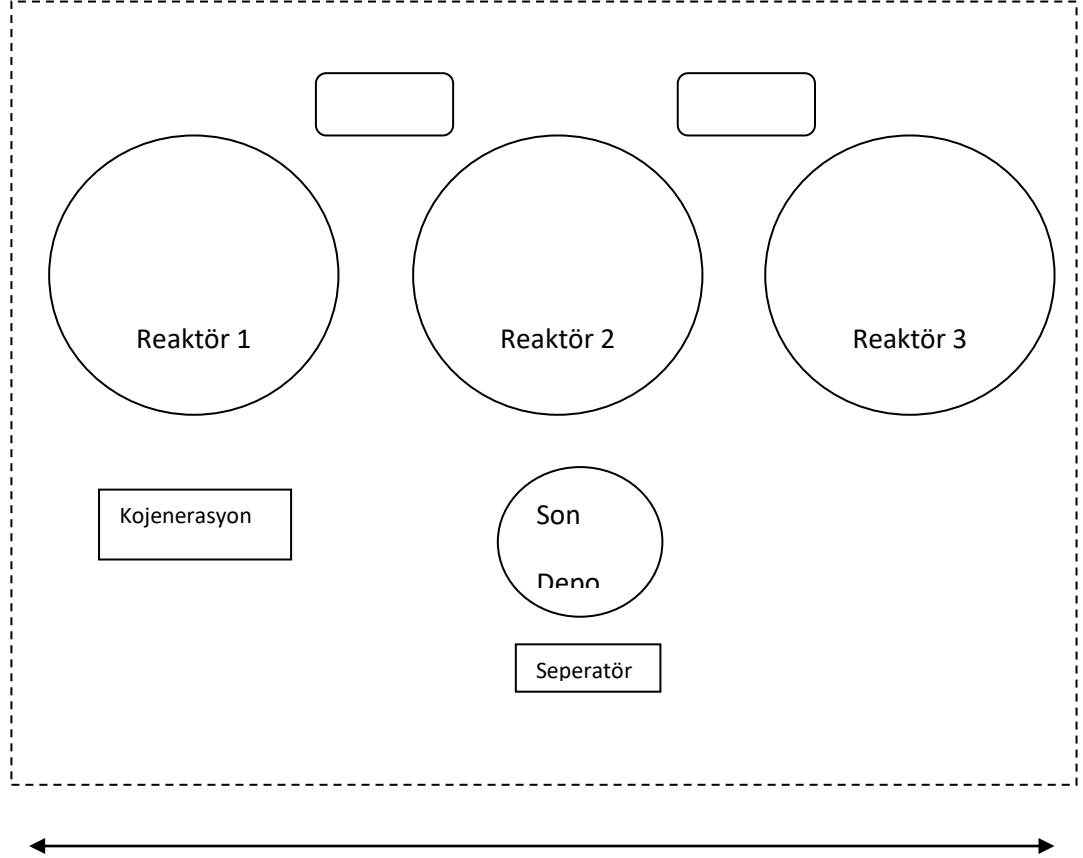 Reaktör 1
Reaktör 2
Reaktör 3
Kojenerasyon
Son
Depo
Seperatör